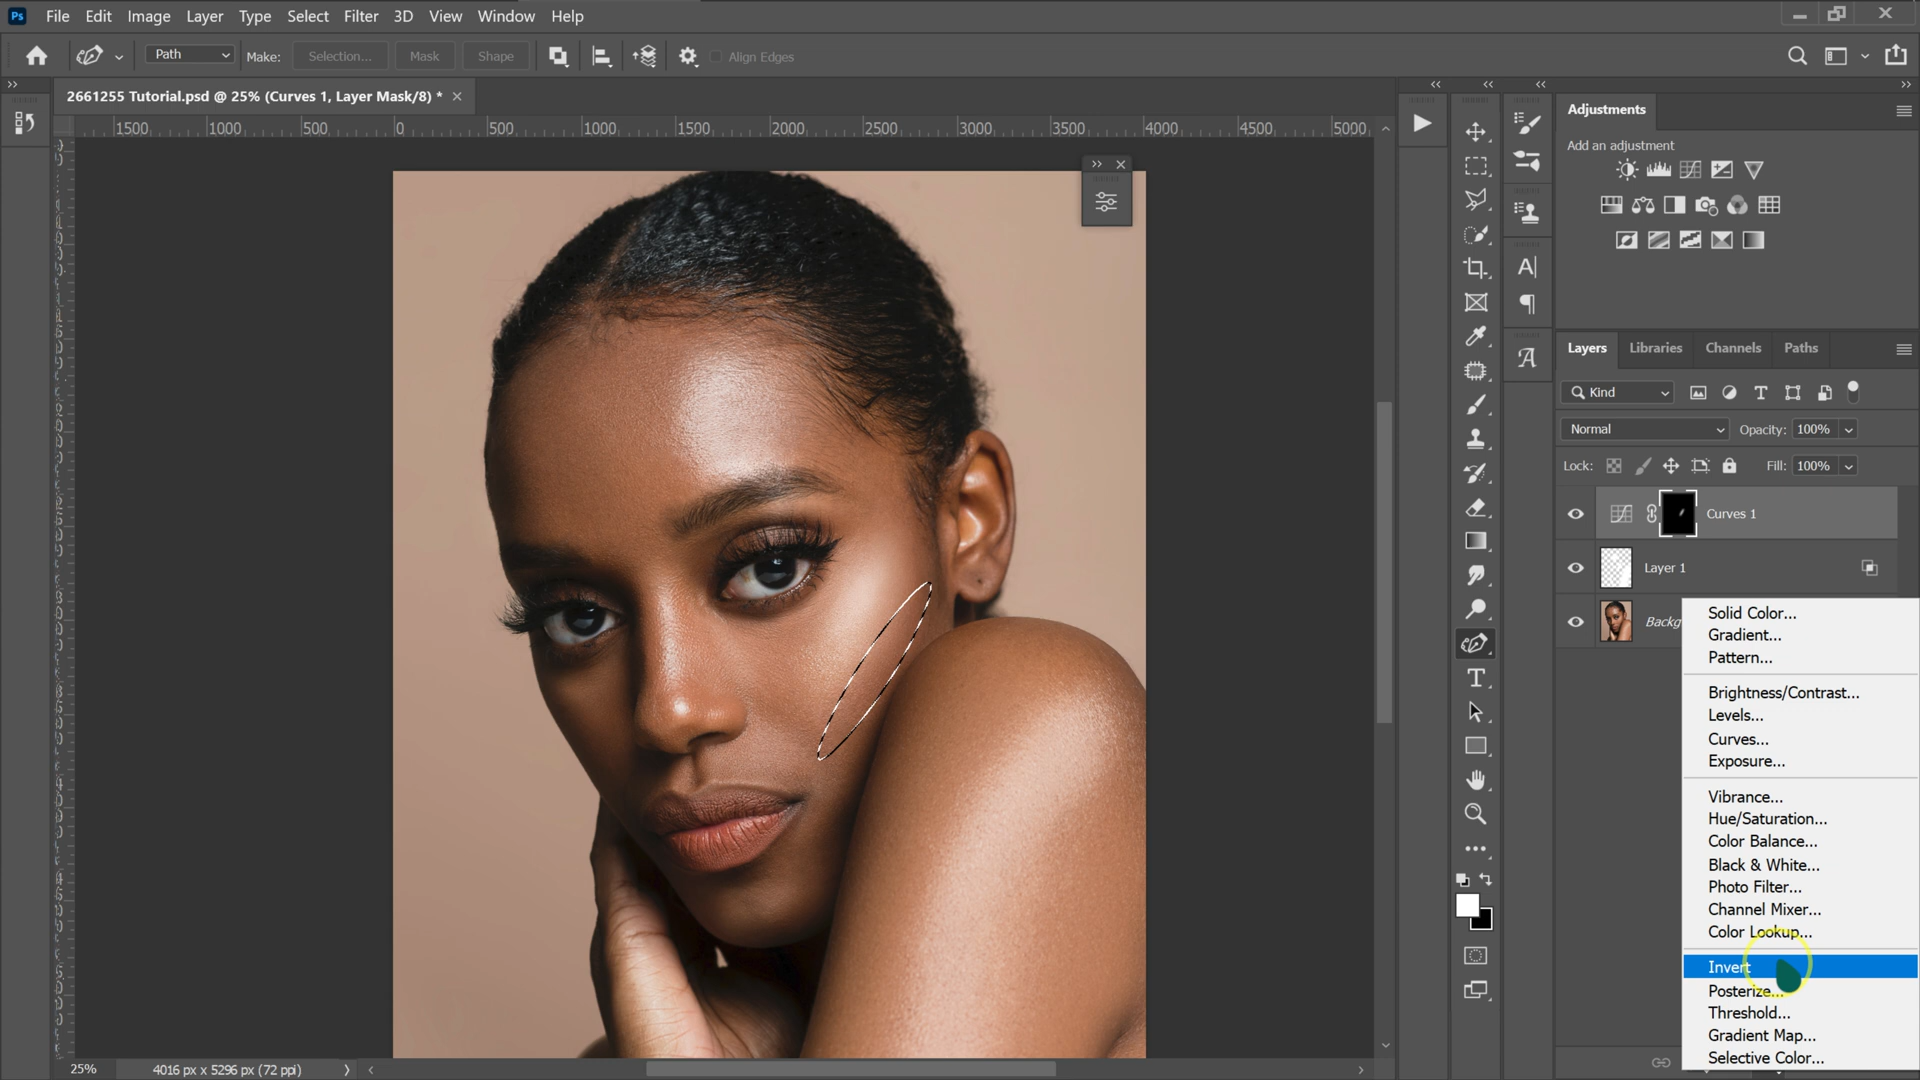 Ps File Edit Image Layer Type Select Filter 3D View Window Help
Path Make: Selection... Mask Shape Align Edges
2661255 Tutorial.psd @ 25% (Curves 1, Layer Mask/8) *
1500 1000 500 0 500 1000 1500 2000 2500 3000 3500 4000 4500 5000
Adjustments
Add an adjustment
Layers Libraries Channels Paths
Kind
Normal Opacity: 100%
Lock: Fill: 100%
Curves 1
Layer 1
Backg
Solid Color...
Gradient...
Pattern...
Brightness/Contrast...
Levels...
Curves...
Exposure...
Vibrance...
Hue/Saturation...
Color Balance...
Black & White...
Photo Filter...
Channel Mixer...
Color Lookup...
Invert
Posterize...
Threshold...
Gradient Map...
Selective Color...
25% 4016 px x 5296 px (72 ppi)